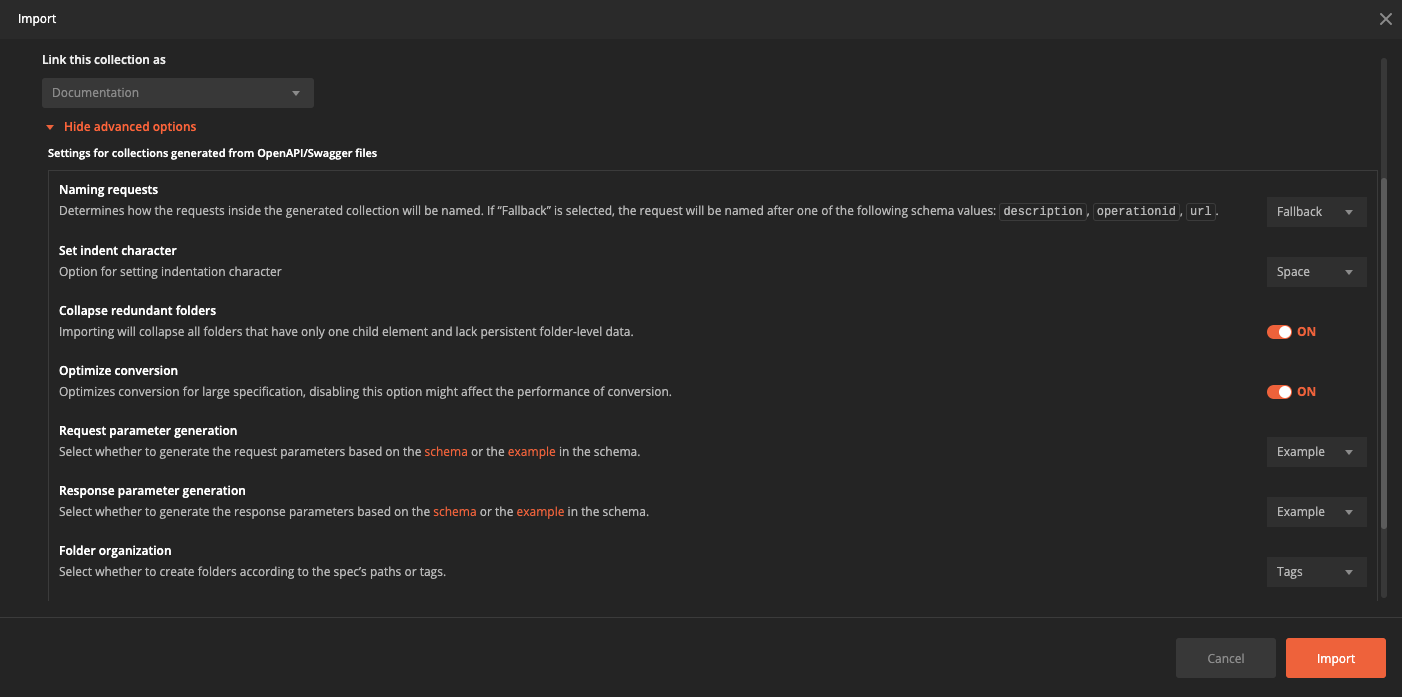 Import
Link this collection as
Documentation
Hide advanced options
Settings for collections generated from OpenAPI/Swagger files
Naming requests
Determines how the requests inside the generated collection will be named. If “Fallback” is selected, the request will be named after one of the following schema values: description, operationid, url.
Fallback
Set indent character
Option for setting indentation character
Space
Collapse redundant folders
Importing will collapse all folders that have only one child element and lack persistent folder-level data.
ON
Optimize conversion
Optimizes conversion for large specification, disabling this option might affect the performance of conversion.
ON
Request parameter generation
Select whether to generate the request parameters based on the schema or the example in the schema.
Example
Response parameter generation
Select whether to generate the response parameters based on the schema or the example in the schema.
Example
Folder organization
Select whether to create folders according to the spec’s paths or tags.
Tags
Cancel
Import